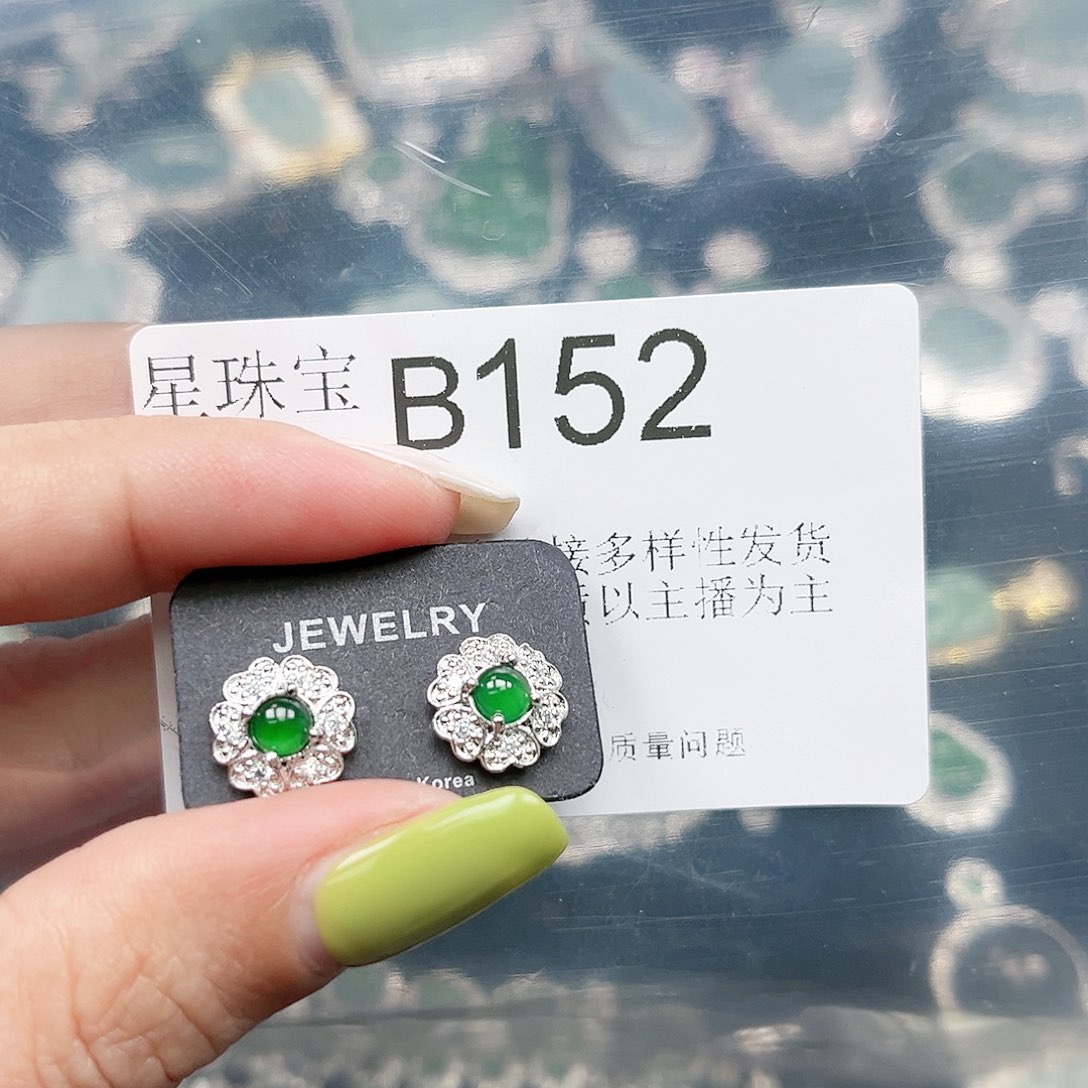 星珠宝 B152
接多样性发货
以主播为主
质量问题
JEWELRY
Korea